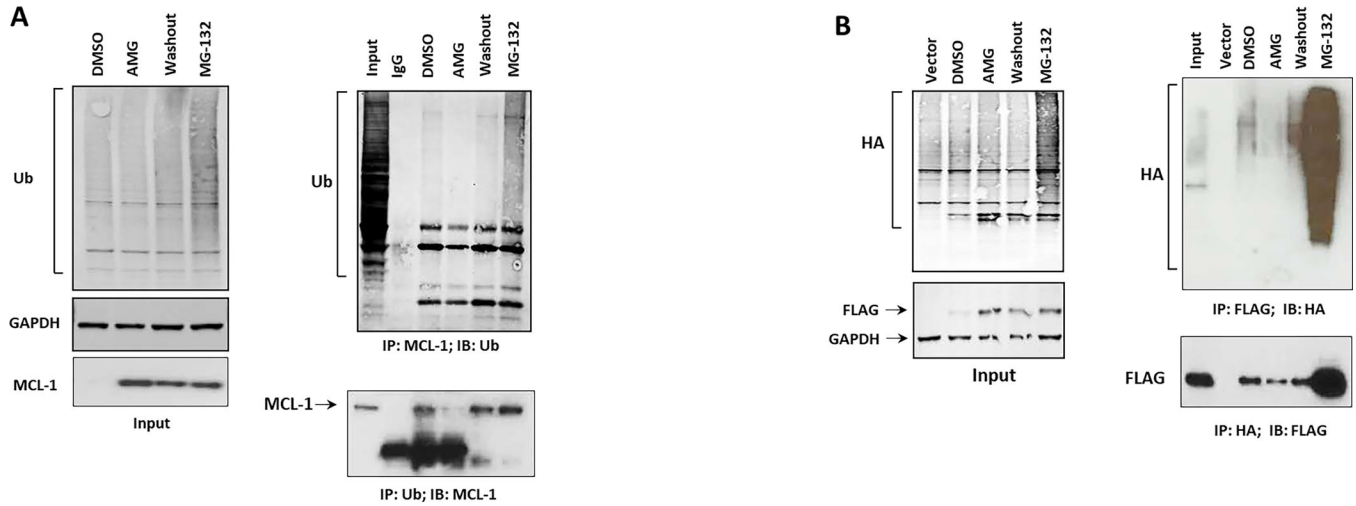 A
DMSO
AMG
Washout
MG-132
Ub
GAPDH
MCL-1
Input
Input
IgG
DMSO
AMG
Washout
MG-132
Ub
IP: MCL-1; IB: Ub
MCL-1
IP: Ub; IB: MCL-1
B
Vector
DMSO
AMG
Washout
MG-132
HA
FLAG
GAPDH
Input
Input
Vector
DMSO
AMG
Washout
MG-132
HA
IP: FLAG; IB: HA
FLAG
IP: HA; IB: FLAG